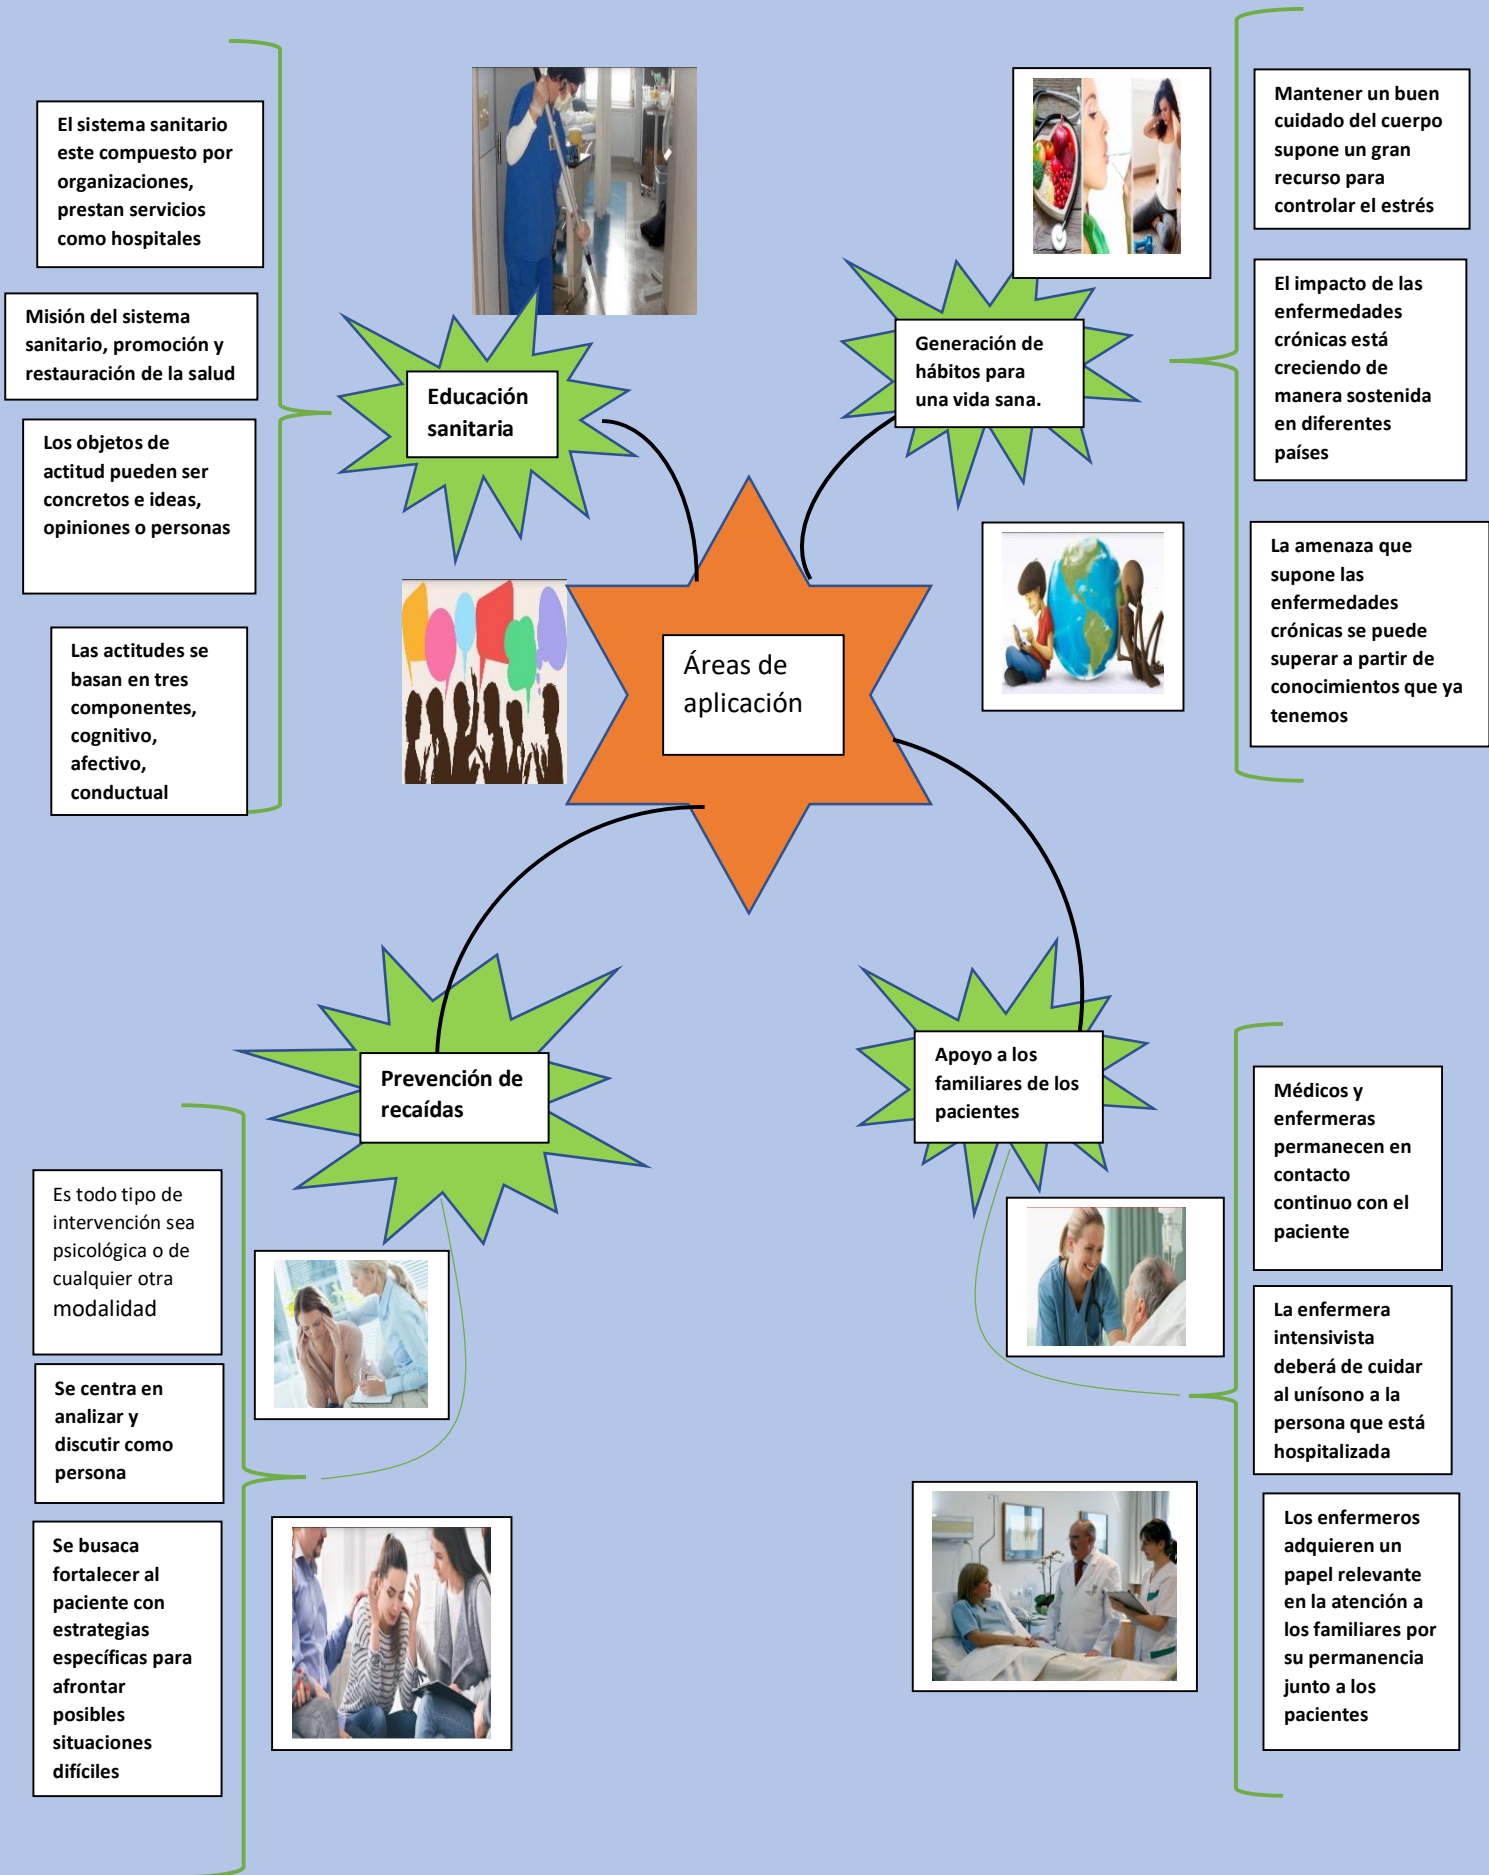 El sistema sanitario
este compuesto por
organizaciones,
prestan servicios
como hospitales
Misión del sistema
sanitario, promoción y
restauración de la salud
Los objetos de
actitud pueden ser
concretos e ideas,
opiniones o personas
Las actitudes se
basan en tres
componentes,
cognitivo,
afectivo,
conductual
Educación
sanitaria
Generación de
hábitos para
una vida sana.
Mantener un buen
cuidado del cuerpo
supone un gran
recurso para
controlar el estrés
El impacto de las
enfermedades
crónicas está
creciendo de
manera sostenida
en diferentes
países
La amenaza que
supone las
enfermedades
crónicas se puede
superar a partir de
conocimientos que ya
tenemos
Áreas de
aplicación
Prevención de
recaídas
Es todo tipo de
intervención sea
psicológica o de
cualquier otra
modalidad
Se centra en
analizar y
discutir como
persona
Se busaca
fortalecer al
paciente con
estrategias
específicas para
afrontar
posibles
situaciones
difíciles
Apoyo a los
familiares de los
pacientes
Médicos y
enfermeras
permanecen en
contacto
continuo con el
paciente
La enfermera
intensivista
deberá de cuidar
al unísono a la
persona que está
hospitalizada
Los enfermeros
adquieren un
papel relevante
en la atención a
los familiares por
su permanencia
junto a los
pacientes